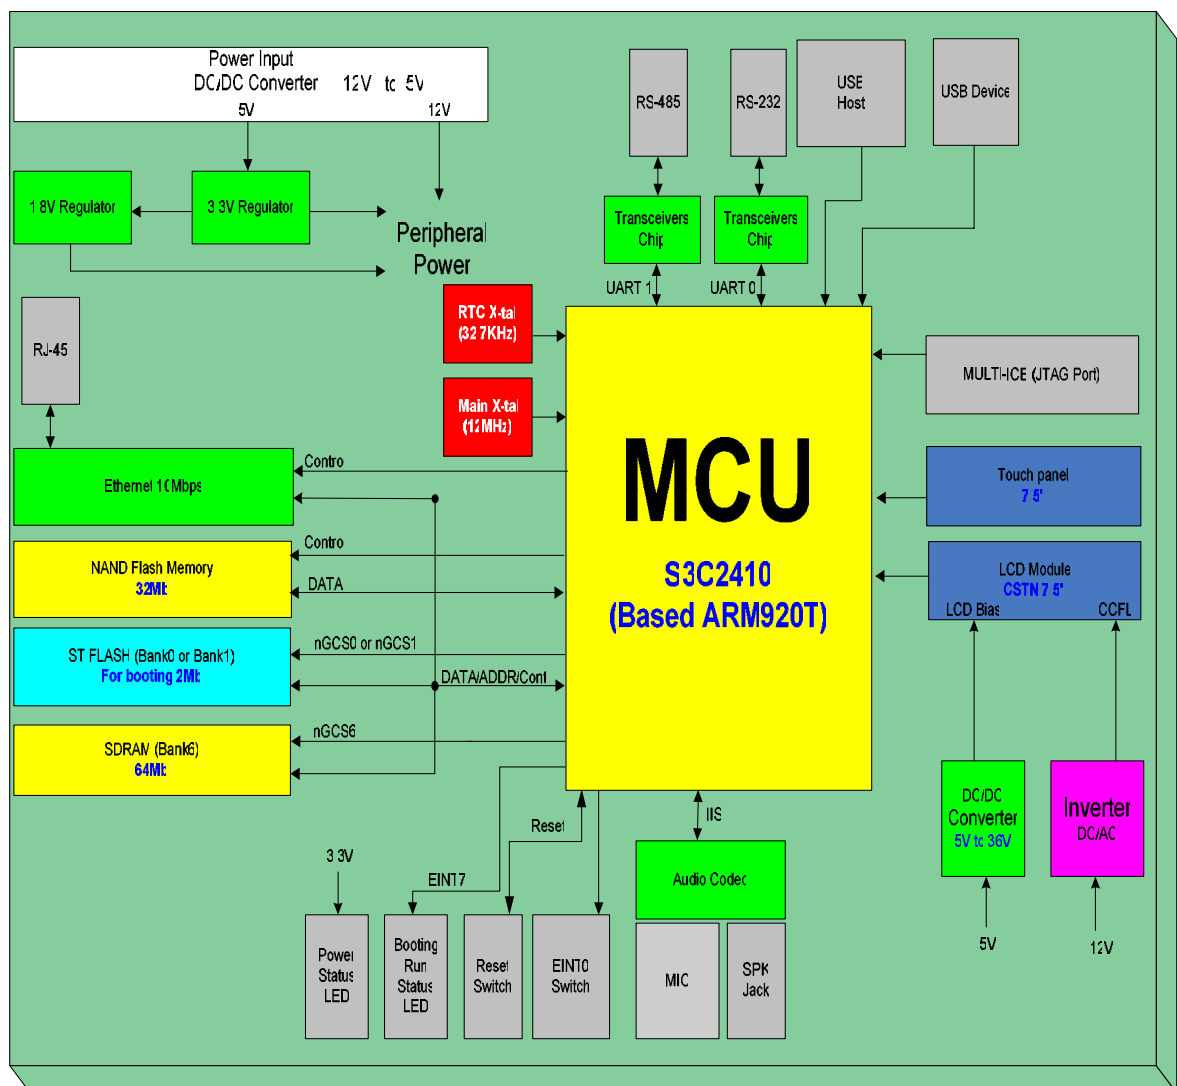 Power Input
DC/DC Converter 12V to 5V
5V 12V
1 8V Regulator
3 3V Regulator
Peripheral
Power
RS-485
RS-232
USE
Host
USB Device
Transceivers
Chip
Transceivers
Chip
UART 1
UART 0
RTC X-tal
(32 7KHz)
Main X-tal
(12MHz)
RJ-45
MULTI-ICE (JTAG Port)
MCU
S3C2410
(Based ARM920T)
Ethernet 10Mbps
Contro
NAND Flash Memory
32Mb
Contro
DATA
ST FLASH (Bank0 or Bank1)
For booting 2Mb
nGCS0 or nGCS1
DATA/ADDR/Cont
SDRAM (Bank6)
64Mb
nGCS6
Touch panel
7 5'
LCD Module
CSTN 7 5'
LCD Bias
CCFL
DC/DC
Converter
5V to 36V
Inverter
DC/AC
5V
12V
Reset
IIS
3 3V
EINT7
Audio Codec
Power
Status
LED
Booting
Run
Status
LED
Reset
Switch
EINT0
Switch
MIC
SPK
Jack